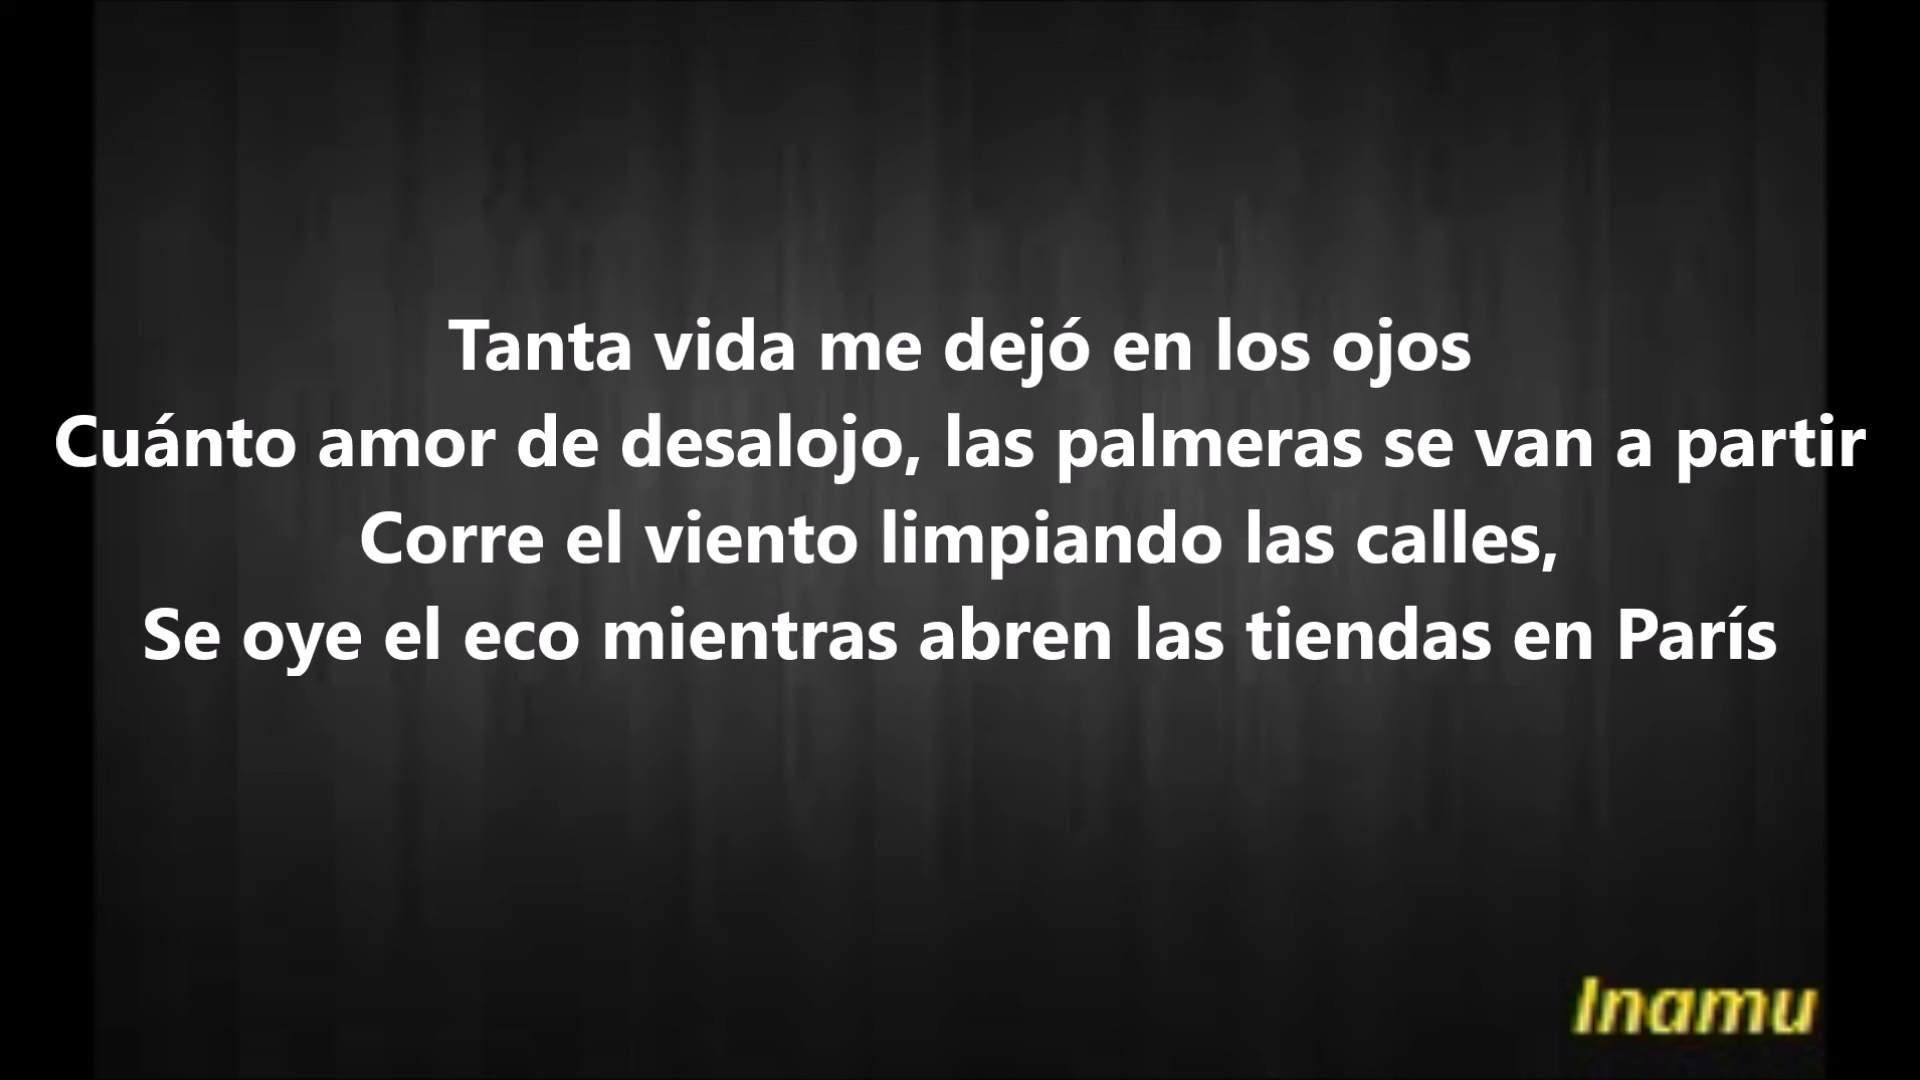 Tanta vida me dejó en los ojos
Cuánto amor de desalojo, las palmeras se van a partir
Corre el viento limpiando las calles,
Se oye el eco mientras abren las tiendas en París
Inamu